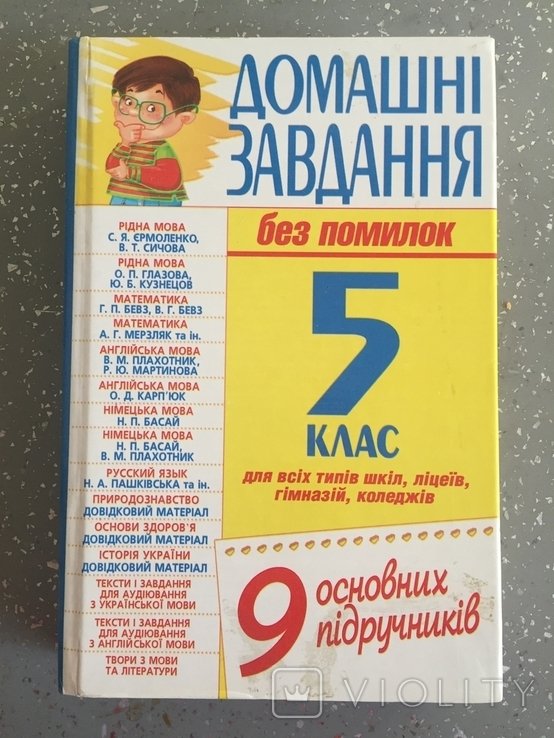 ДОМАШНІ
ЗАВДАННЯ
без помилок
РІДНА МОВА
С. Я. ЄРМОЛЕНКО,
В. Т. СИЧОВА
РІДНА МОВА
О. П. ГЛАЗОВА,
Ю. Б. КУЗНЕЦОВ
МАТЕМАТИКА
Г. П. БЕВЗ, В. Г. БЕВЗ
МАТЕМАТИКА
А. Г. МЕРЗЛЯК та ін.
АНГЛІЙСЬКА МОВА
В. М. ПЛАХОТНИК,
Р. Ю. МАРТИНОВА
АНГЛІЙСЬКА МОВА
О. Д. КАРП'ЮК
НІМЕЦЬКА МОВА
Н. П. БАСАЙ
НІМЕЦЬКА МОВА
Н. П. БАСАЙ,
В. М. ПЛАХОТНИК
РУССКИЙ ЯЗЫК
Н. А. ПАШКІВСЬКА та ін.
ПРИРОДОЗНАВСТВО
ДОВІДКОВИЙ МАТЕРІАЛ
ОСНОВИ ЗДОРОВ'Я
ДОВІДКОВИЙ МАТЕРІАЛ
ІСТОРІЯ УКРАЇНИ
ДОВІДКОВИЙ МАТЕРІАЛ
ТЕКСТИ І ЗАВДАННЯ
ДЛЯ АУДІЮВАННЯ
З УКРАЇНСЬКОЇ МОВИ
ТЕКСТИ І ЗАВДАННЯ
ДЛЯ АУДІЮВАННЯ
З АНГЛІЙСЬКОЇ МОВИ
ТВОРИ З МОВИ
ТА ЛІТЕРАТУРИ
5
КЛАС
для всіх типів шкіл, ліцеїв,
гімназій, коледжів
9 основних
підручників
VIOLITY